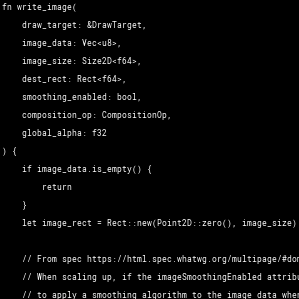 fn write_image(
draw_target: &DrawTarget,
image_data: Vec<u8>,
image_size: Size2D<f64>,
dest_rect: Rect<f64>,
smoothing_enabled: bool,
composition_op: CompositionOp,
global_alpha: f32
) {
if image_data.is_empty() {
return
}
let image_rect = Rect::new(Point2D::zero(), image_size)
// From spec https://html.spec.whatwg.org/multipage/#dom
// When scaling up, if the imageSmoothingEnabled attribu
// to apply a smoothing algorithm to the image data when